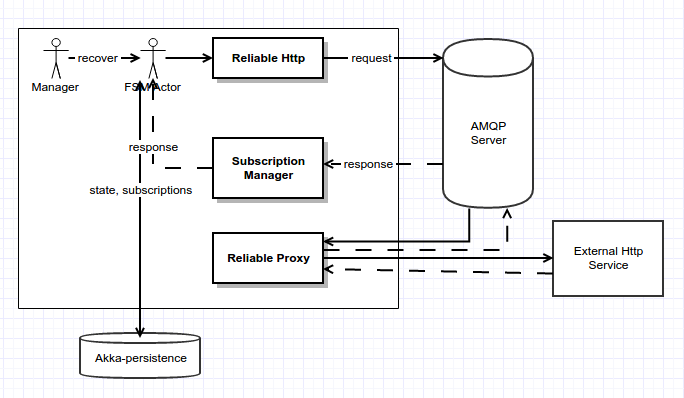 recover
Reliable Http
request
Manager
FSM Actor
AMQP
Server
response
Subscription
Manager
response
state, subscriptions
Reliable Proxy
External Http
Service
Akka-persistence